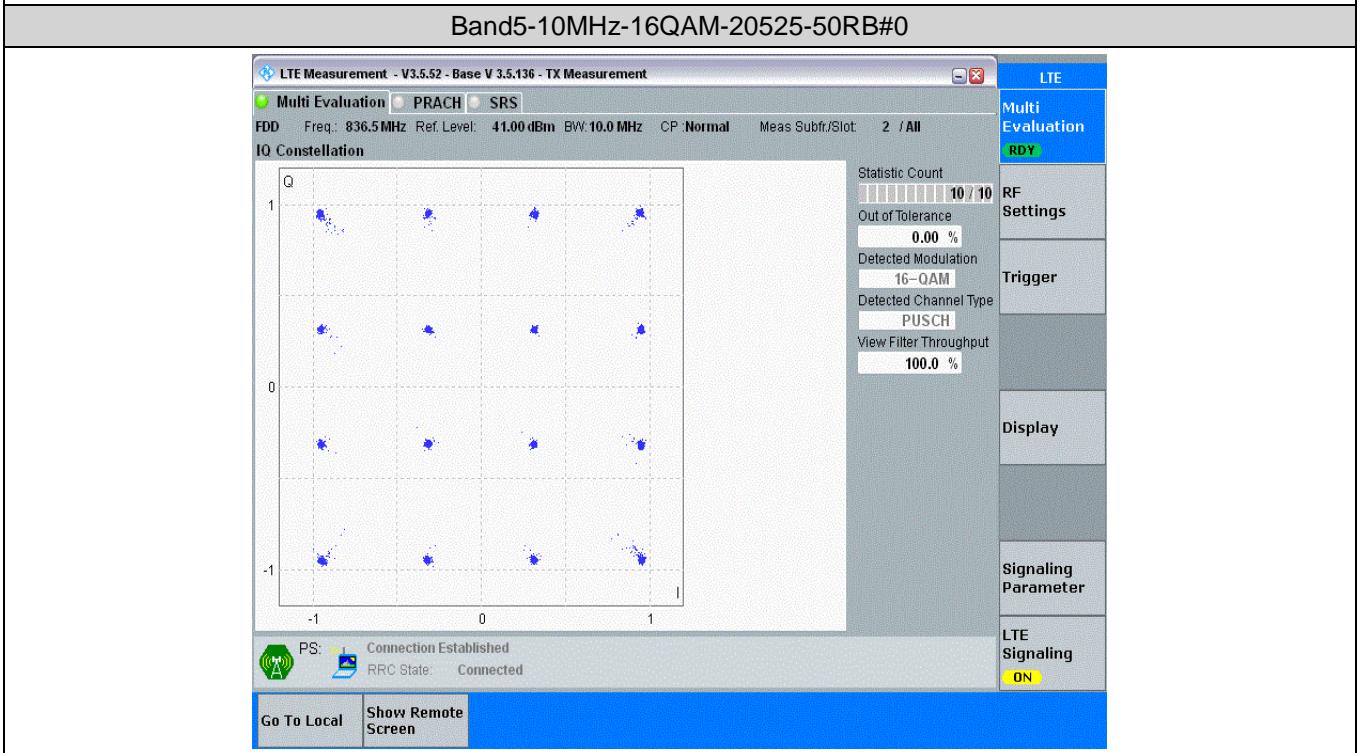 Band5-10MHz-16QAM-20525-50RB#0
LTE Measurement - V3.5.52 - Base V 3.5.136 - TX Measurement
LTE
Multi Evaluation PRACH SRS
FDD Freq.: 836.5 MHz Ref. Level: 41.00 dBm BW: 10.0 MHz CP :Normal Meas Subfr./Slot: 2 / All
IQ Constellation
Q
1
0
-1
I
-1 0 1
Statistic Count
10 / 10
Out of Tolerance
0.00 %
Detected Modulation
16-QAM
Detected Channel Type
PUSCH
View Filter Throughput
100.0 %
Multi
Evaluation
RDY
RF
Settings
Trigger
Display
Signaling
Parameter
LTE
Signaling
ON
PS: Connection Established
RRC State: Connected
Go To Local
Show Remote
Screen